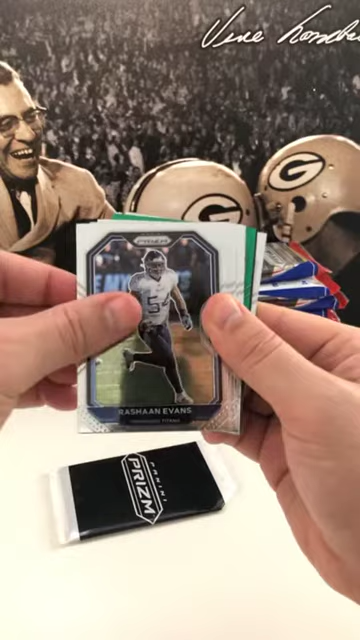 Vince Lombardi
G
G
PRIZM
54
RASHAAN EVANS
TENNESSEE TITANS
PANINI
PRIZM